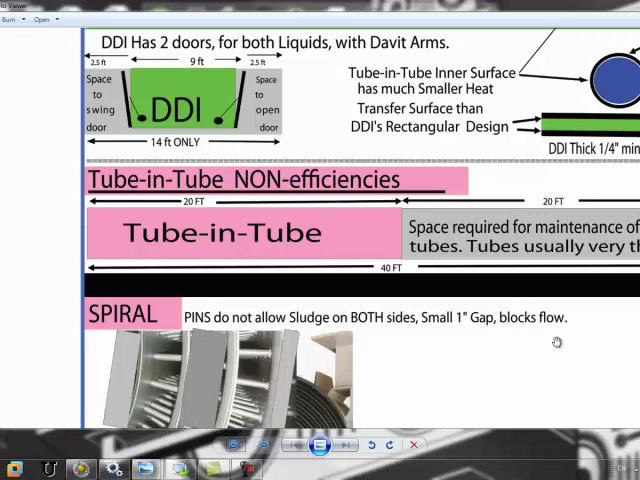 to Viewer
Burn
Open
DDI Has 2 doors, for both Liquids, with Davit Arms.
2.5 ft
9 ft
2.5 ft
Space
to
swing
door
DDI
Space
to
open
door
14 ft ONLY
Tube-in-Tube Inner Surface
has much Smaller Heat
Transfer Surface than
DDI's Rectangular Design
DDI Thick 1/4" min
Tube-in-Tube NON-efficiencies
20 FT
20 FT
Tube-in-Tube
Space required for maintenance of
tubes. Tubes usually very th
40 FT
SPIRAL
PINS do not allow Sludge on BOTH sides, Small 1" Gap, blocks flow.
EN